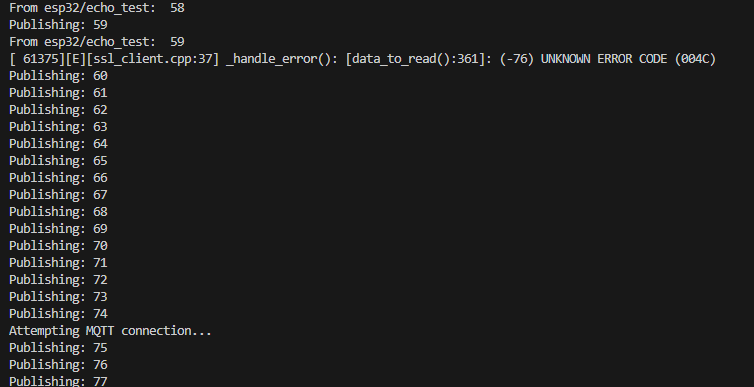 From esp32/echo_test:  58
Publishing: 59
From esp32/echo_test:  59
[ 61375][E][ssl_client.cpp:37] _handle_error(): [data_to_read():361]: (-76) UNKNOWN ERROR CODE (004C)
Publishing: 60
Publishing: 61
Publishing: 62
Publishing: 63
Publishing: 64
Publishing: 65
Publishing: 66
Publishing: 67
Publishing: 68
Publishing: 69
Publishing: 70
Publishing: 71
Publishing: 72
Publishing: 73
Publishing: 74
Attempting MQTT connection...
Publishing: 75
Publishing: 76
Publishing: 77